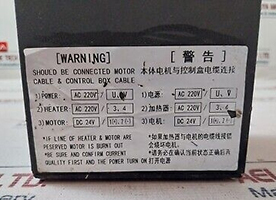 [WARNING]
SHOULD BE CONNECTED MOTOR
CABLE & CONTROL BOX CABLE
1) POWER: AC 220V / U.V
2) HEATER: AC 220V / 3.4
3) MOTOR: DC 24V /
*IF LINE OF HEATER & MOTOR ARE
RESERVED MOTOR IS BURNT OUT
*BE SURE AND CONFIRM CURRENT
QUALITY FIRST AND THE POWER TURN ON
[警告]
本体电机与控制盒电缆连接
1)电源: AC 220V / U.V
2)加热器: AC 220V / 3.4
3)电机: DC 24V /
*如果加热器与电机的电缆线接错
会烧坏电机.
*请务必在确认当前状态正确后
打开电源.